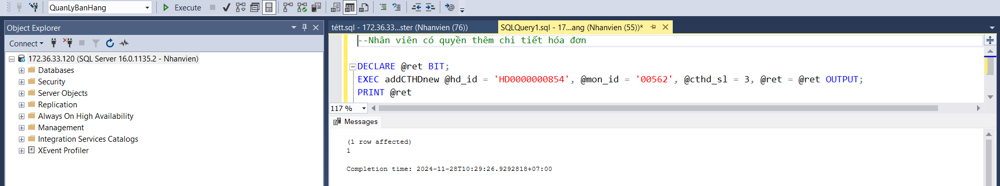 QuanLyBanHang
Execute
Object Explorer
Connect
172.36.33.120 (SQL Server 16.0.1135.2 - Nhanvien)
Databases
Security
Server Objects
Replication
Always On High Availability
Management
Integration Services Catalogs
XEvent Profiler
tétt.sql - 172.36.33...ster (Nhanvien (76))
SQLQuery1.sql - 17...ang (Nhanvien (55))*
--Nhân viên có quyền thêm chi tiết hóa đơn
DECLARE @ret BIT;
EXEC addCTHDnew @hd_id = 'HD0000000854', @mon_id = '00562', @cthd_sl = 3, @ret = @ret OUTPUT;
PRINT @ret
117 %
Messages
(1 row affected)
1
Completion time: 2024-11-28T10:29:26.9292818+07:00